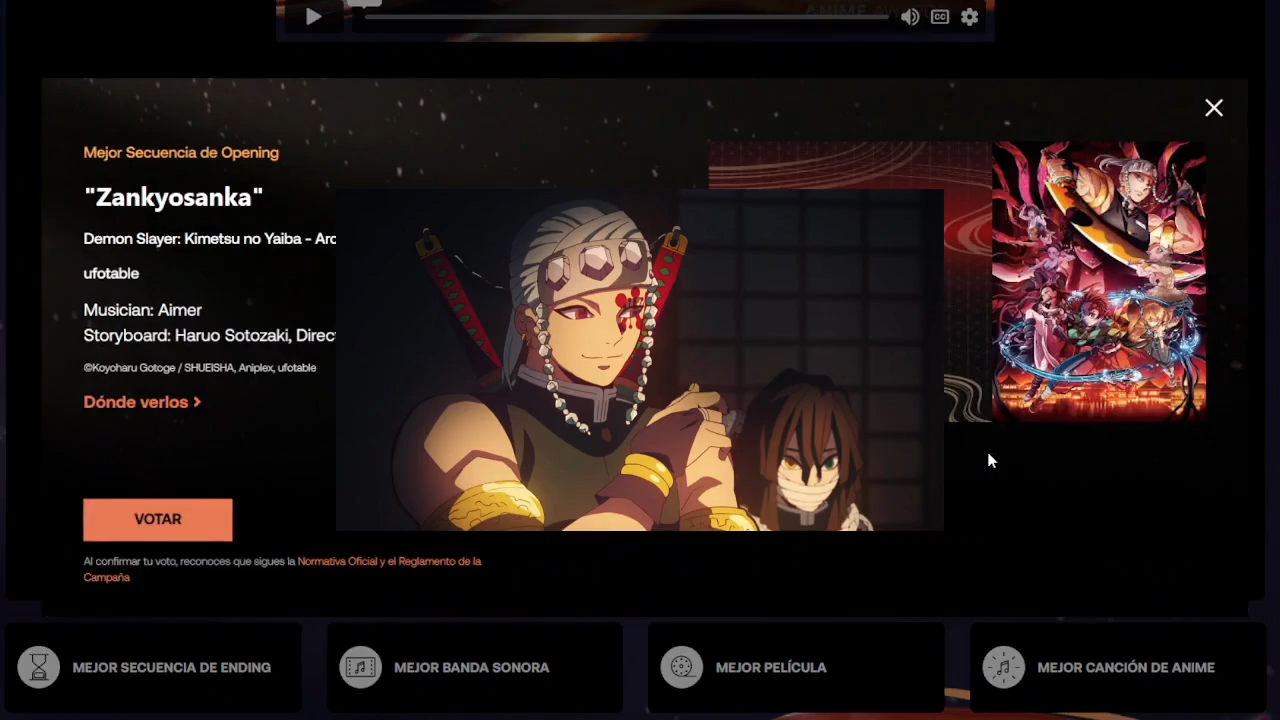 CC
Mejor Secuencia de Opening
"Zankyosanka"
Demon Slayer: Kimetsu no Yaiba - Arc
ufotable
Musician: Aimer
Storyboard: Haruo Sotozaki, Direc
©Koyoharu Gotoge / SHUEISHA, Aniplex, ufotable
Dónde verlos >
VOTAR
Al confirmar tu voto, reconoces que sigues la Normativa Oficial y el Reglamento de la
Campaña
MEJOR SECUENCIA DE ENDING
MEJOR BANDA SONORA
MEJOR PELÍCULA
MEJOR CANCIÓN DE ANIME